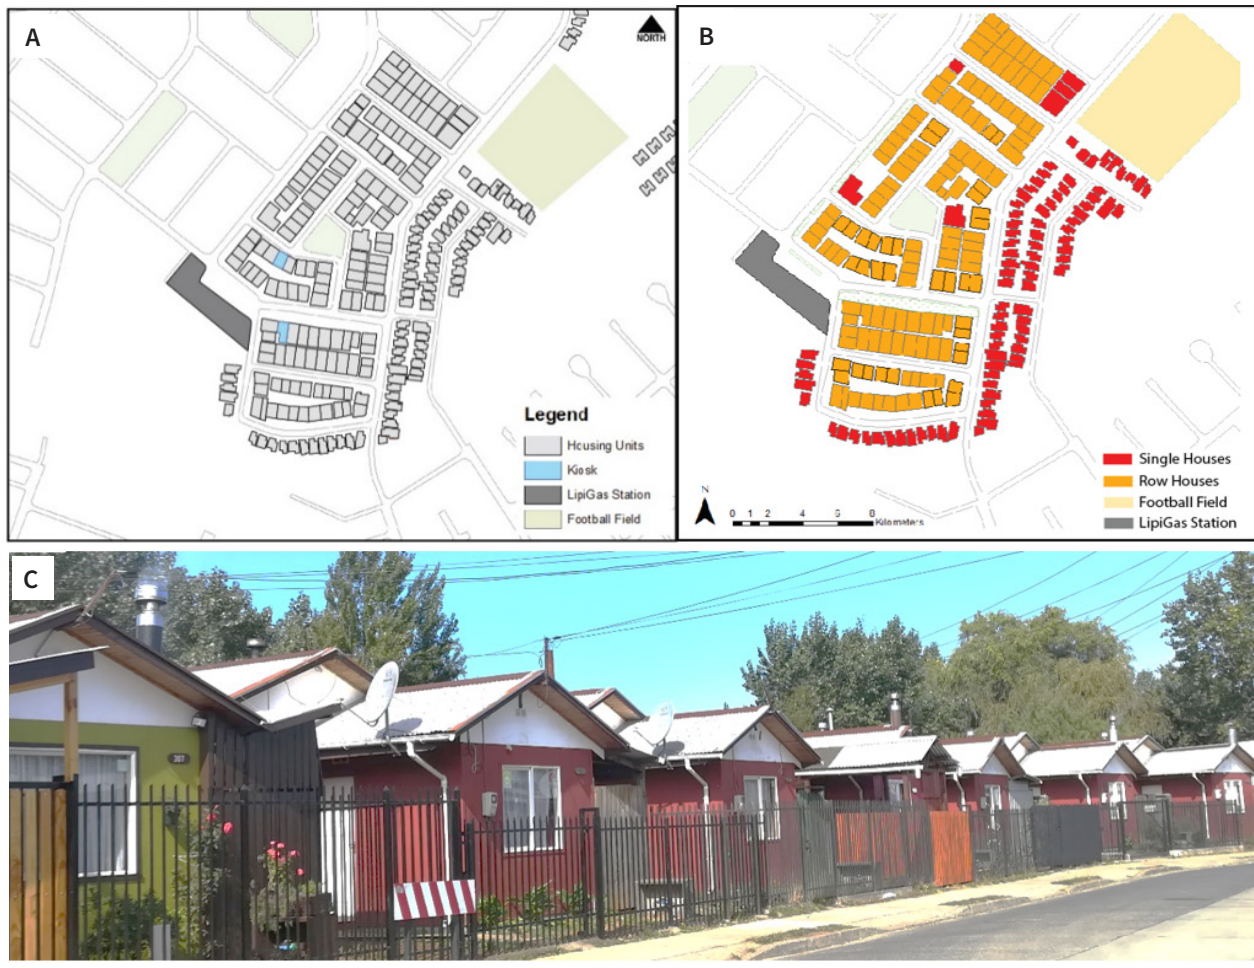 A
NORTH
Legend
Housing Units
Kiosk
LipiGas Station
Football Field
B
Single Houses
Row Houses
Football Field
LipiGas Station
N
0 1 2 4 6 8
Kilometers
C
307